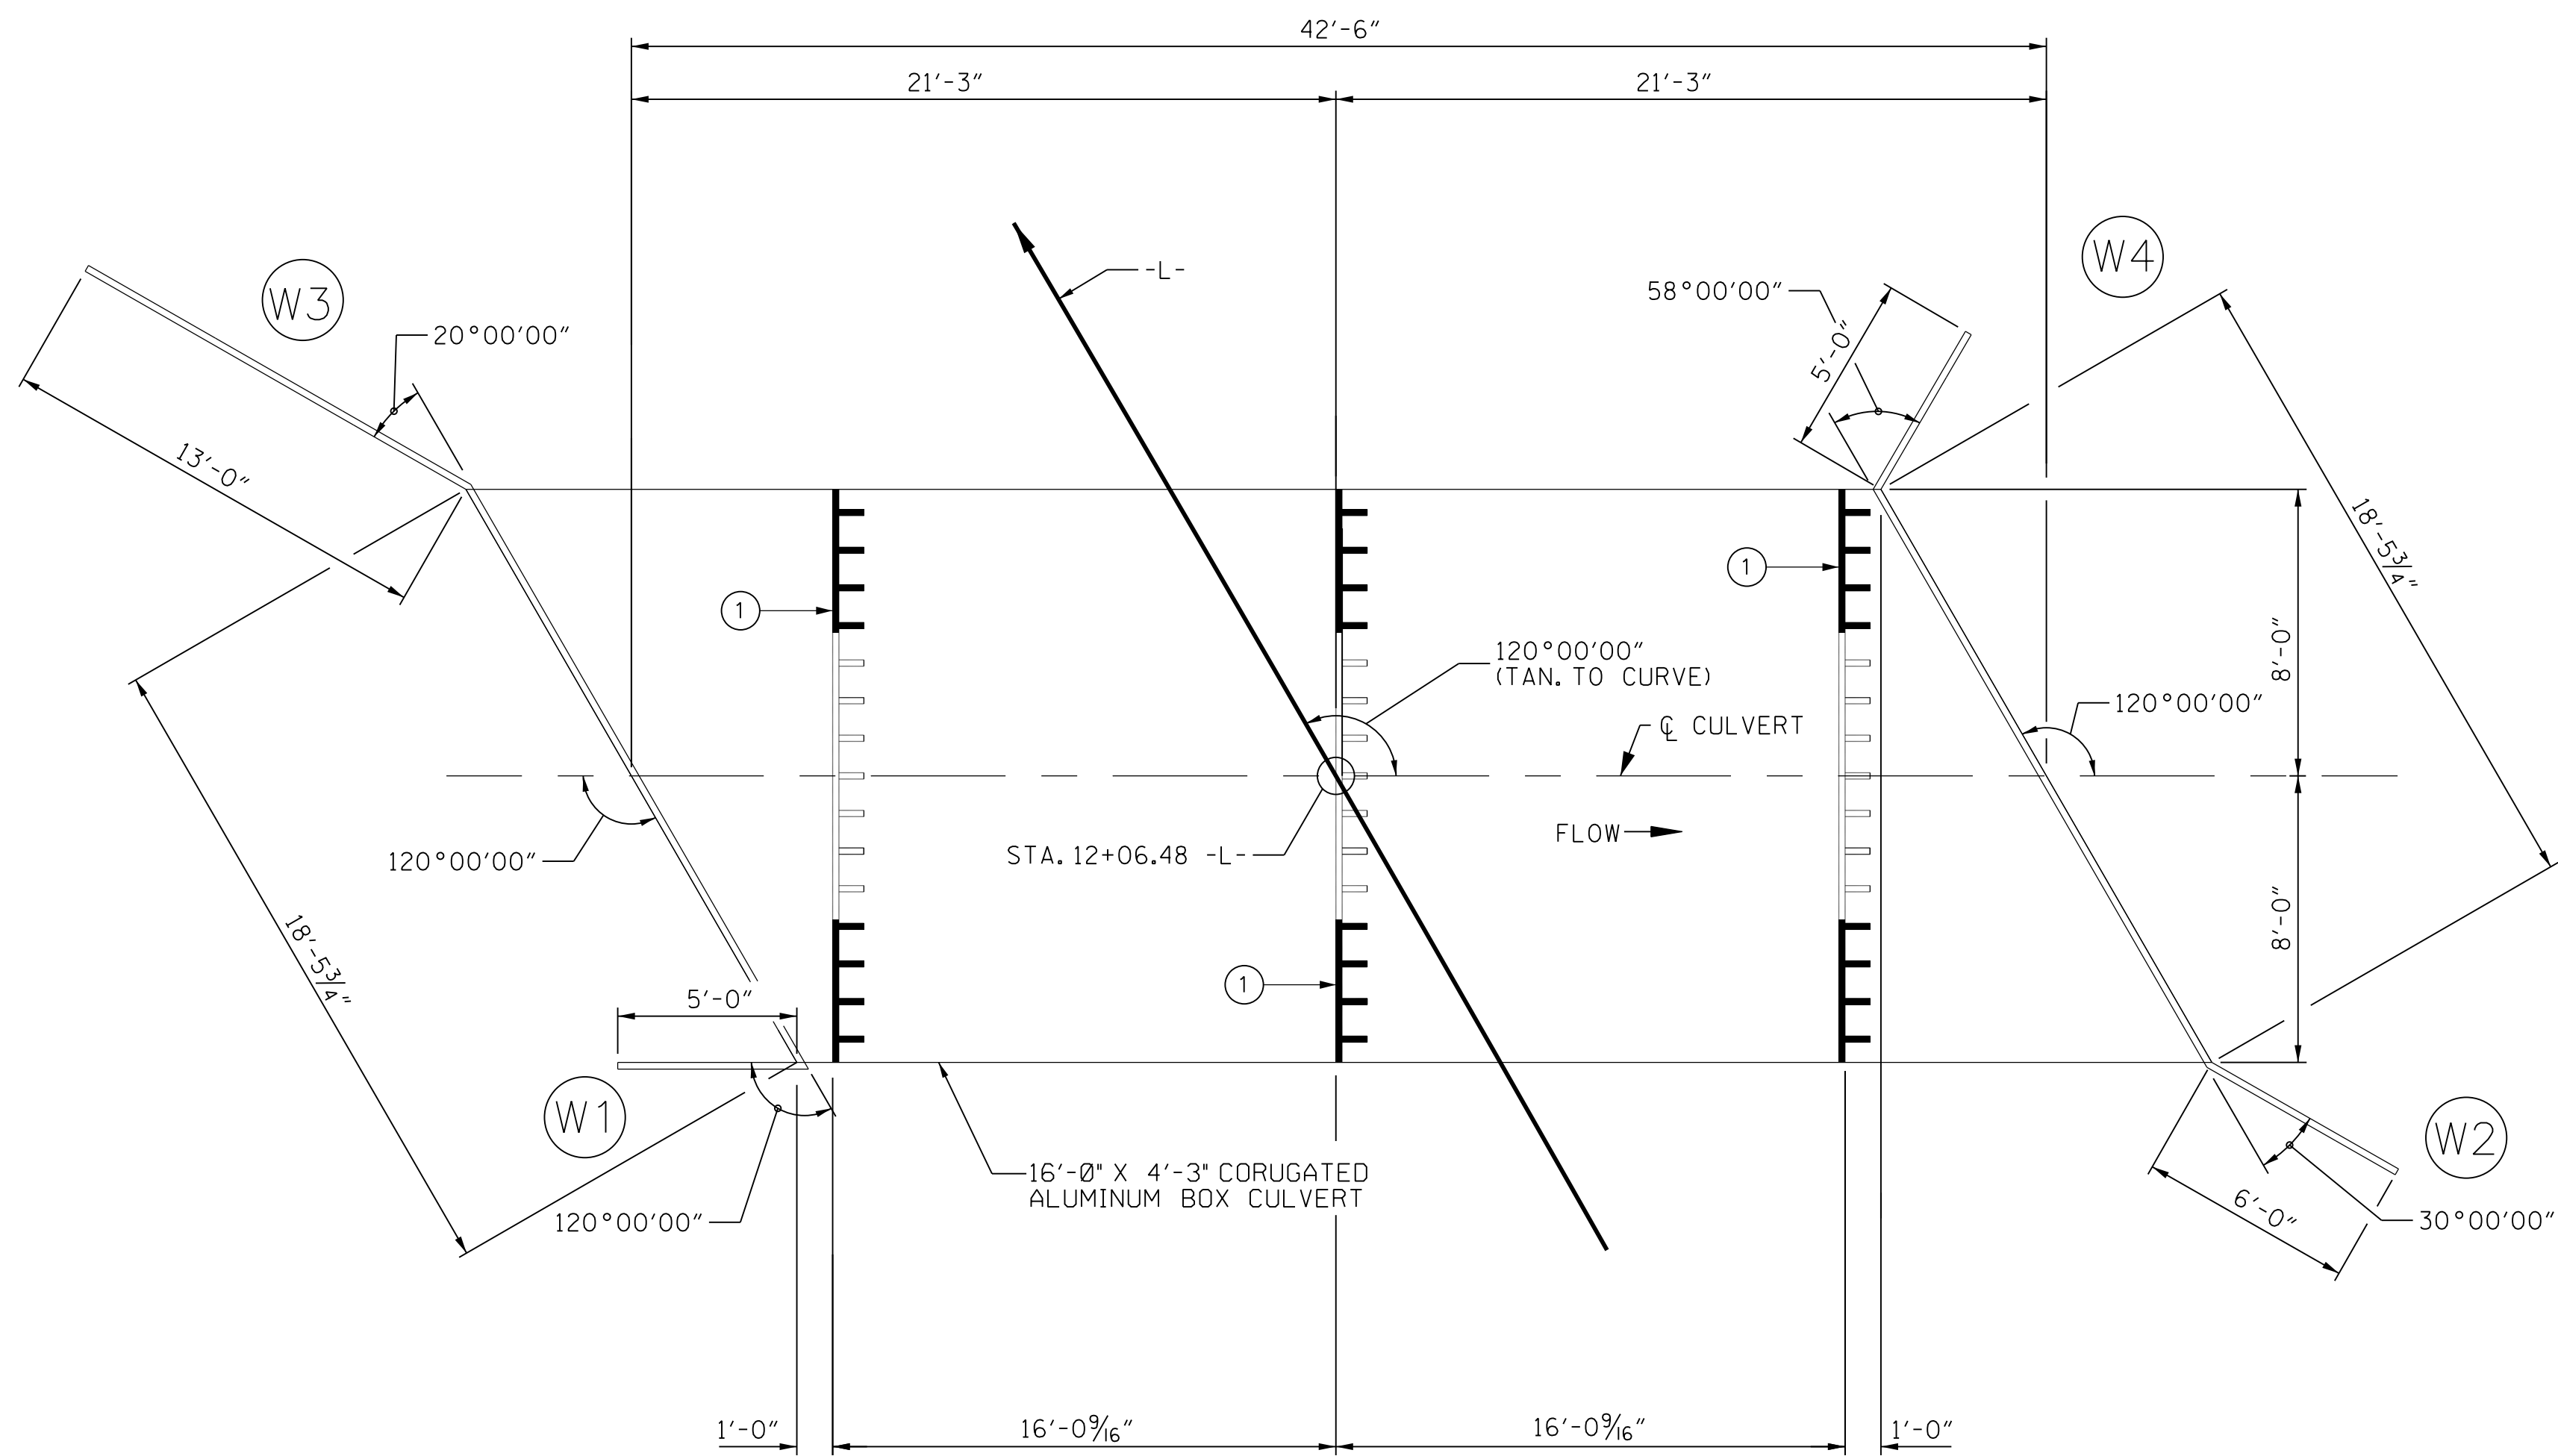 42'-6"
21'-3"
21'-3"
W4
-L-
58°00'00"
W3
20°00'00"
5'-0"
13'-0"
18'-5¾"
1
1
8'-0"
120°00'00"
(TAN. TO CURVE)
120°00'00"
℄ CULVERT
FLOW
STA. 12+06.48 -L-
120°00'00"
8'-0"
18'-5¾"
5'-0"
1
W1
W2
16'-0" X 4'-3" CORUGATED
ALUMINUM BOX CULVERT
6'-0"
120°00'00"
30°00'00"
1'-0"
16'-0 9/16"
16'-0 9/16"
1'-0"